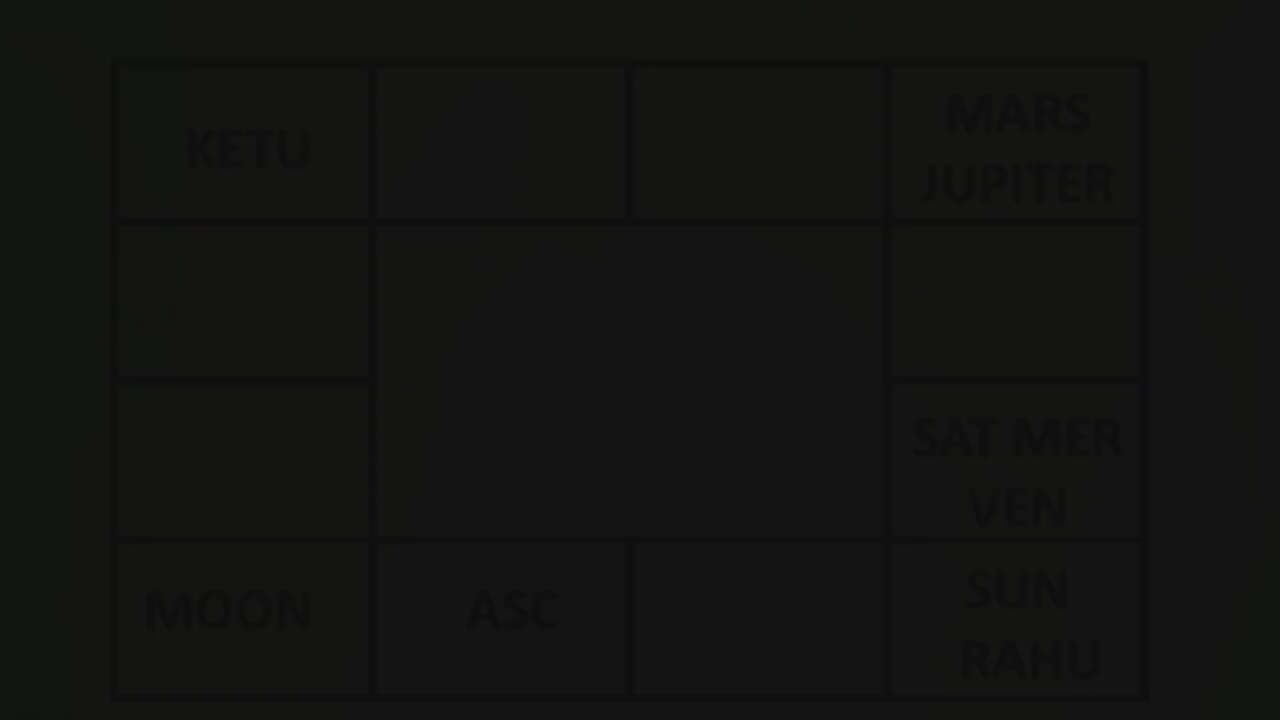 KETU
MARS
JUPITER
SAT MER
VEN
MOON
ASC
SUN
RAHU